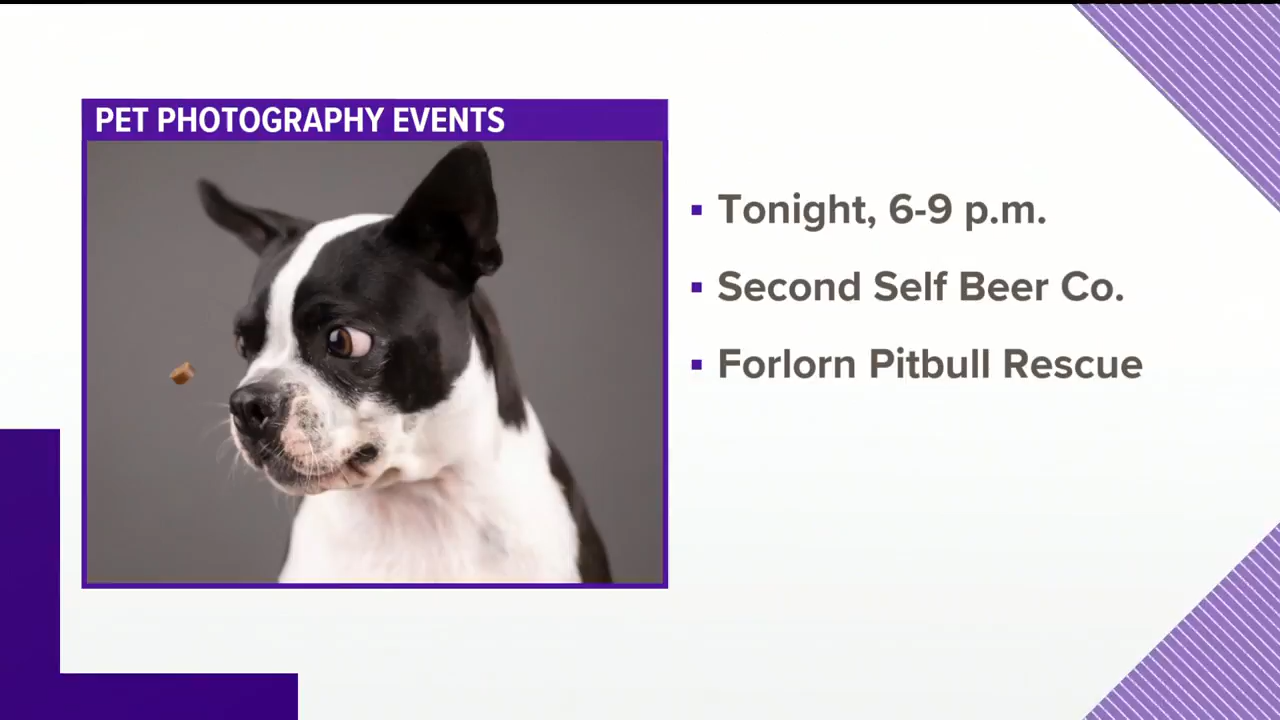 PET PHOTOGRAPHY EVENTS
Tonight, 6-9 p.m.
Second Self Beer Co.
Forlorn Pitbull Rescue